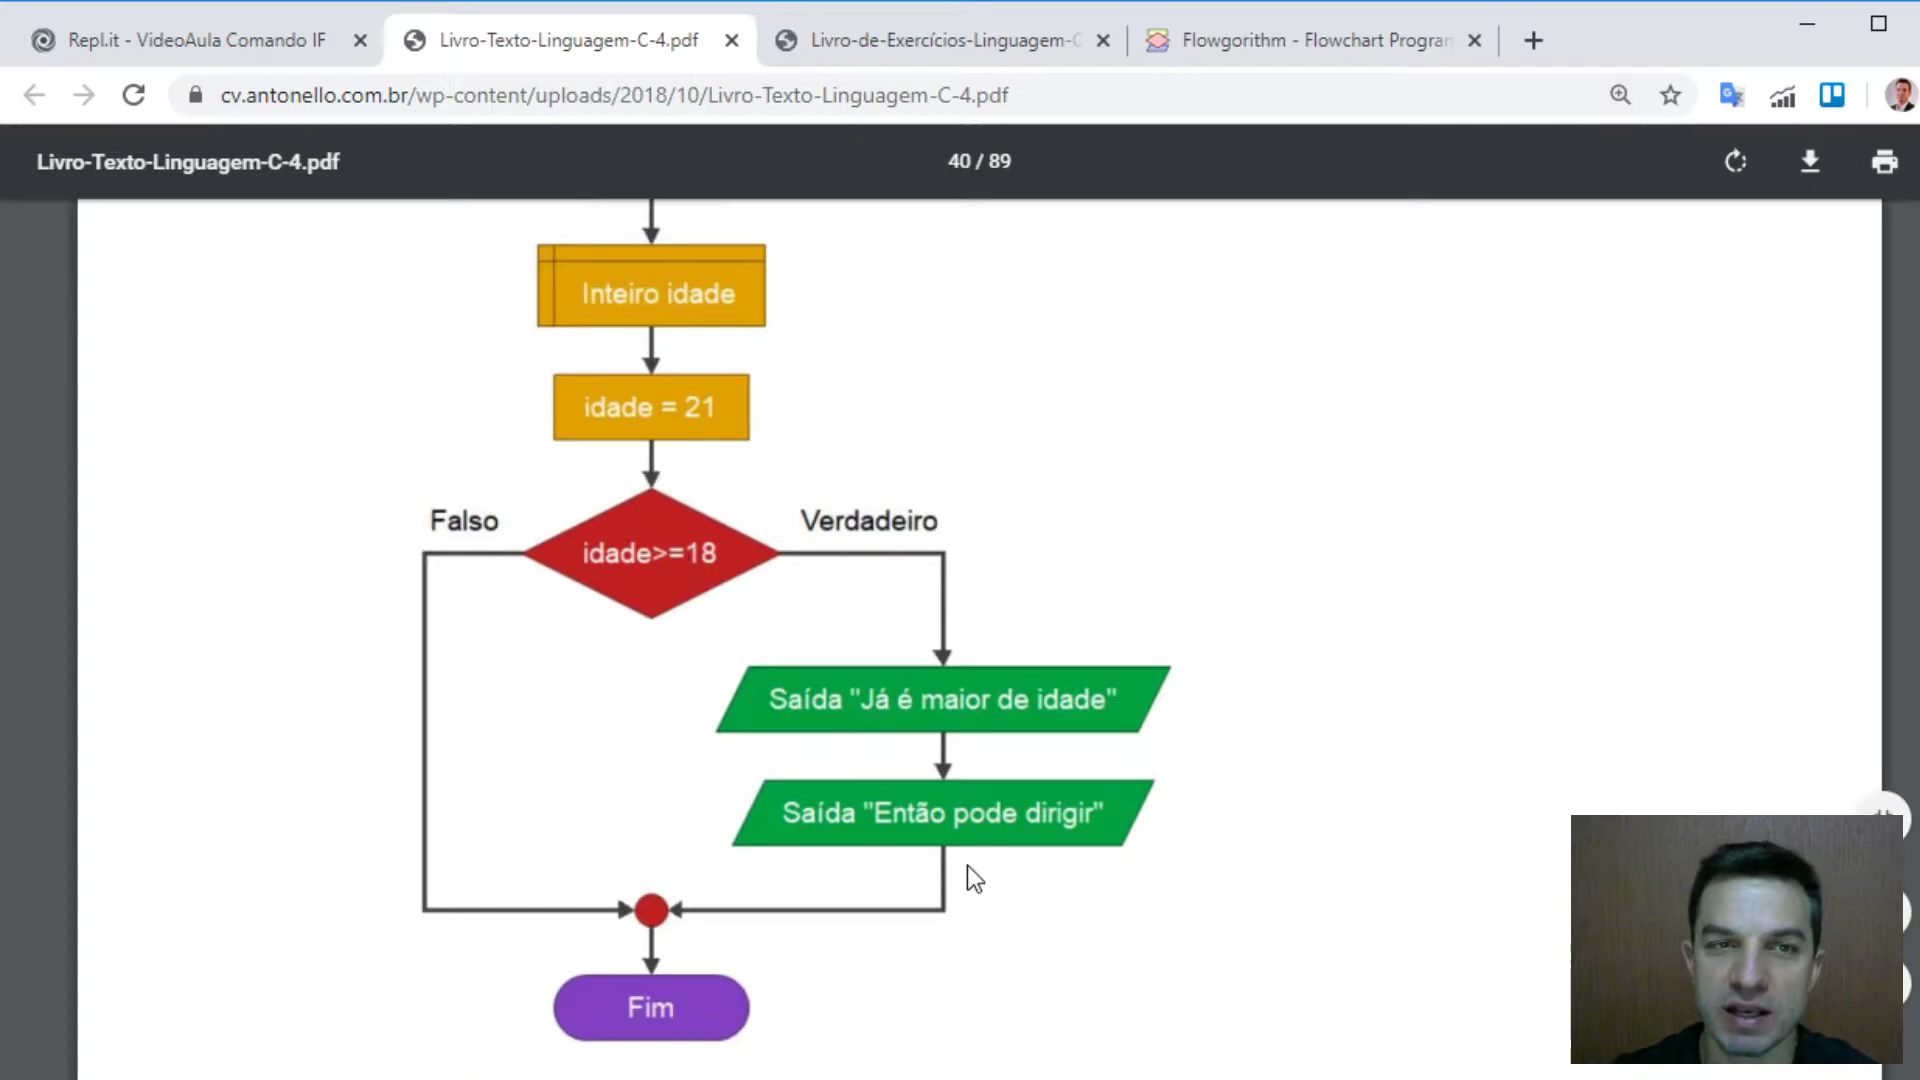 Repl.it - VideoAula Comando IF
Livro-Texto-Linguagem-C-4.pdf
Livro-de-Exercícios-Linguagem-C
Flowgorithm - Flowchart Program
cv.antonello.com.br/wp-content/uploads/2018/10/Livro-Texto-Linguagem-C-4.pdf
Livro-Texto-Linguagem-C-4.pdf
40 / 89
Inteiro idade
idade = 21
Falso
idade>=18
Verdadeiro
Saída "Já é maior de idade"
Saída "Então pode dirigir"
Fim